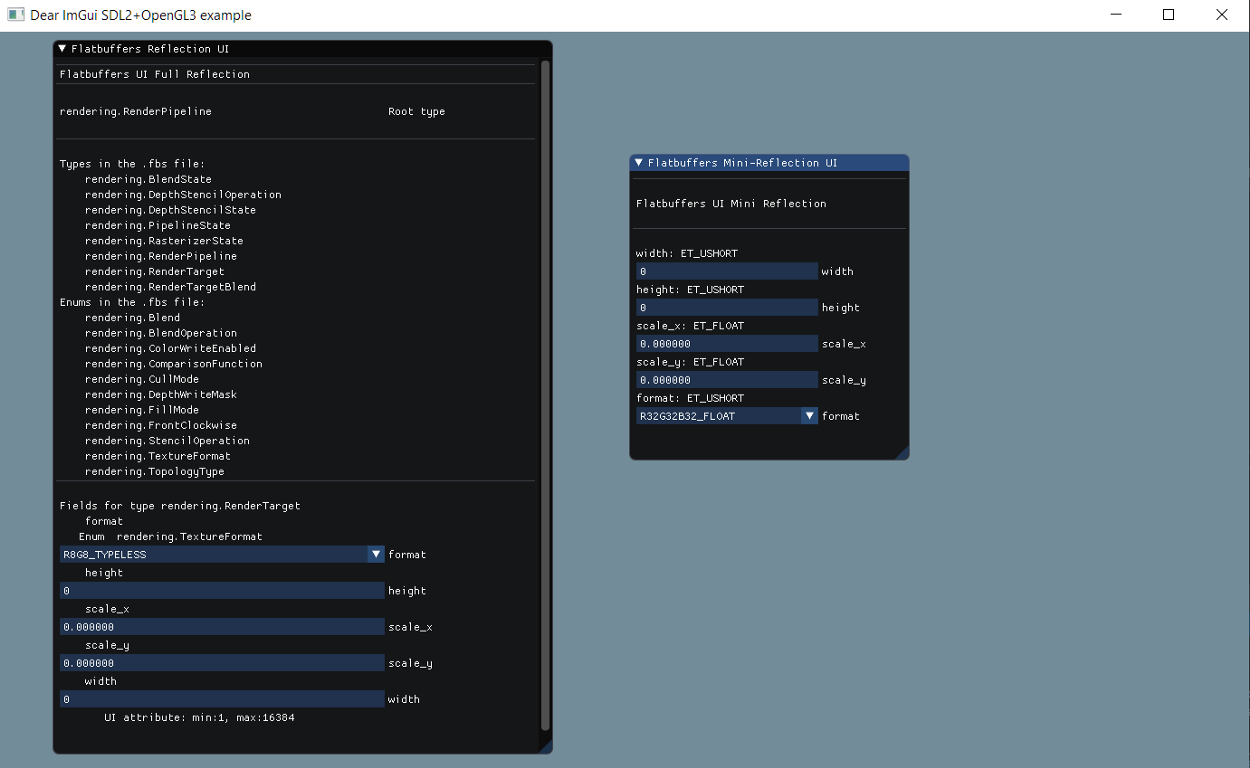 Dear ImGui SDL2+OpenGL3 example
Flatbuffers Reflection UI
Flatbuffers UI Full Reflection
rendering.RenderPipeline Root type
Types in the .fbs file:
rendering.BlendState
rendering.DepthStencilOperation
rendering.DepthStencilState
rendering.PipelineState
rendering.RasterizerState
rendering.RenderPipeline
rendering.RenderTarget
rendering.RenderTargetBlend
Enums in the .fbs file:
rendering.Blend
rendering.BlendOperation
rendering.ColorWriteEnabled
rendering.ComparisonFunction
rendering.CullMode
rendering.DepthWriteMask
rendering.FillMode
rendering.FrontClockwise
rendering.StencilOperation
rendering.TextureFormat
rendering.TopologyType
Fields for type rendering.RenderTarget
format
Enum rendering.TextureFormat
R8G8_TYPELESS format
height
0 height
scale_x
0.000000 scale_x
scale_y
0.000000 scale_y
width
0 width
UI attribute: min:1, max:16384
Flatbuffers Mini-Reflection UI
Flatbuffers UI Mini Reflection
width: ET_USHORT
0 width
height: ET_USHORT
0 height
scale_x: ET_FLOAT
0.000000 scale_x
scale_y: ET_FLOAT
0.000000 scale_y
format: ET_USHORT
R32G32B32_FLOAT format